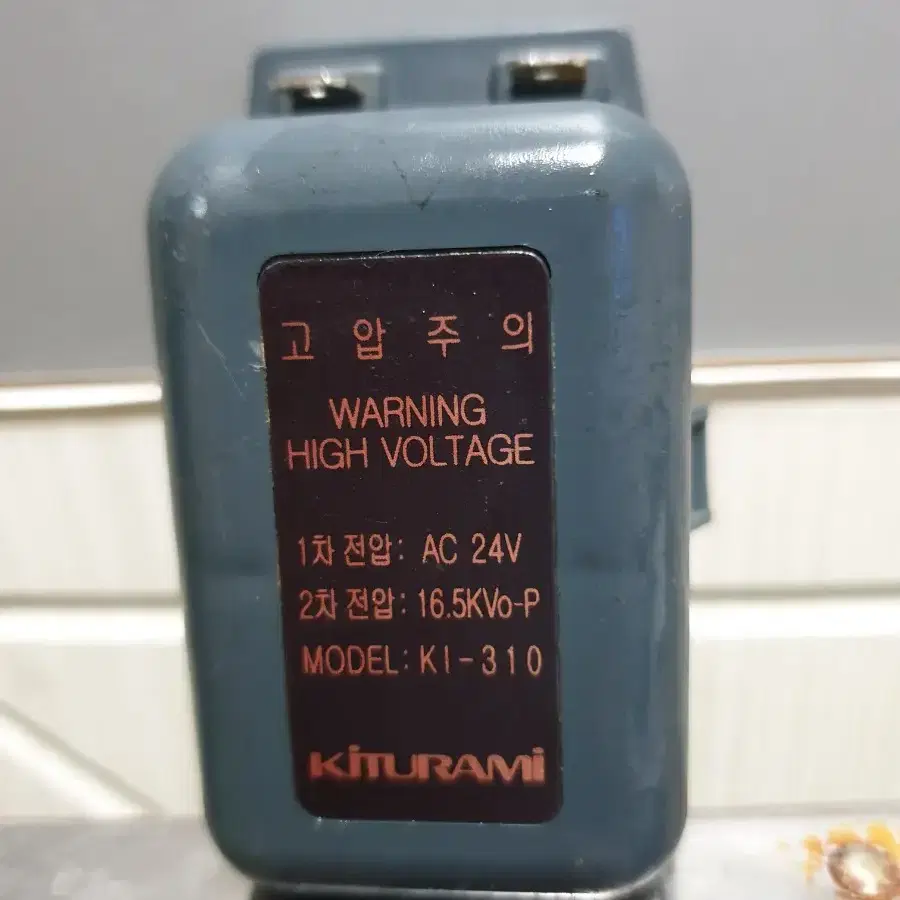 고 압 주 의
WARNING
HIGH VOLTAGE
1차 전압: AC 24V
2차 전압: 16.5KVo-P
MODEL: KI-310
KiTURAMi